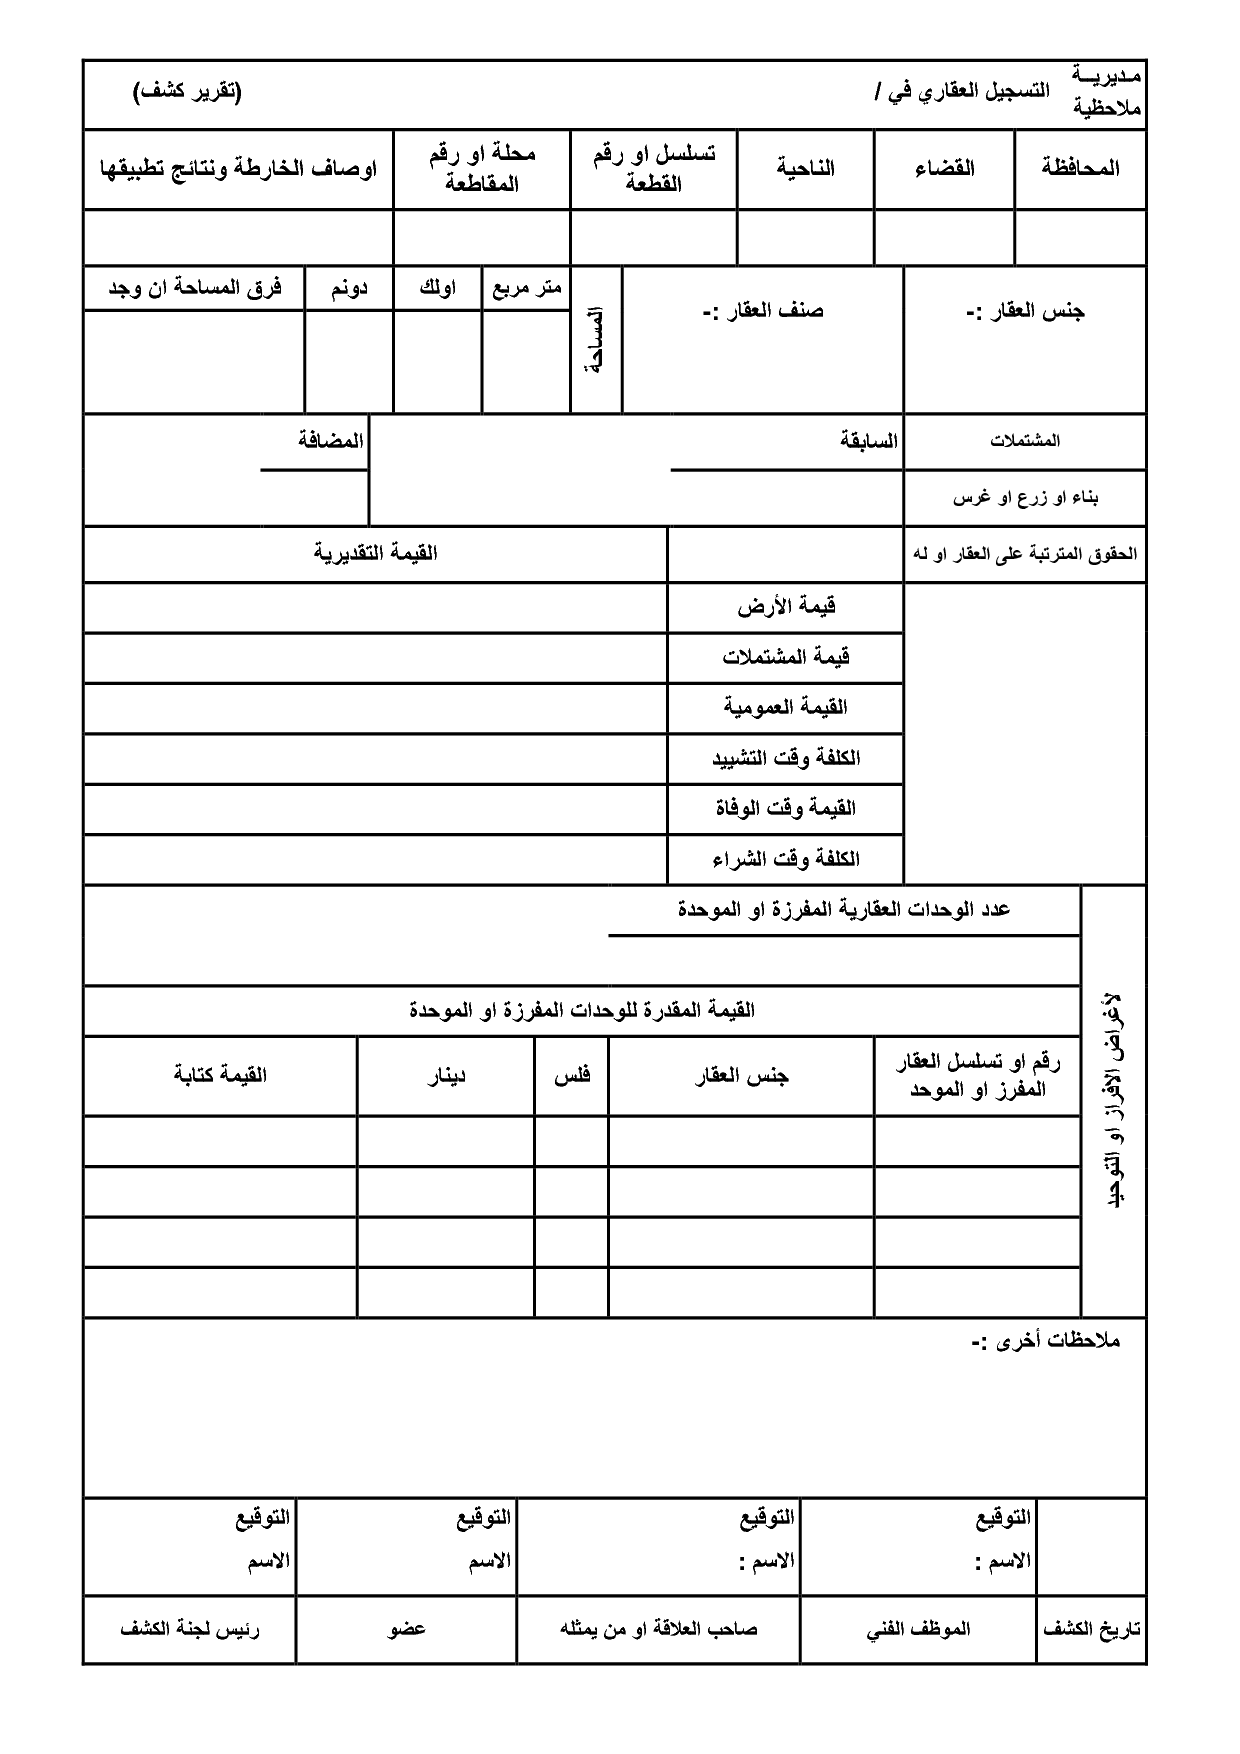 مـديريــة
ملاحظية
التسجيل العقاري في /
(تقرير كشف)
المحافظة
القضاء
الناحية
تسلسل او رقم
القطعة
محلة او رقم
المقاطعة
اوصاف الخارطة ونتائج تطبيقها
جنس العقار :-
صنف العقار :-
المساحة
متر مربع
اولك
دونم
فرق المساحة ان وجد
المشتملات
السابقة
المضافة
بناء او زرع او غرس
الحقوق المترتبة على العقار او له
القيمة التقديرية
قيمة الأرض
قيمة المشتملات
القيمة العمومية
الكلفة وقت التشييد
القيمة وقت الوفاة
الكلفة وقت الشراء
لأغراض الافراز او التوحيد
عدد الوحدات العقارية المفرزة او الموحدة
القيمة المقدرة للوحدات المفرزة او الموحدة
رقم او تسلسل العقار
المفرز او الموحد
جنس العقار
فلس
دينار
القيمة كتابة
ملاحظات أخرى :-
التوقيع
الاسم :
التوقيع
الاسم :
التوقيع
الاسم
التوقيع
الاسم
تاريخ الكشف
الموظف الفني
صاحب العلاقة او من يمثله
عضو
رئيس لجنة الكشف